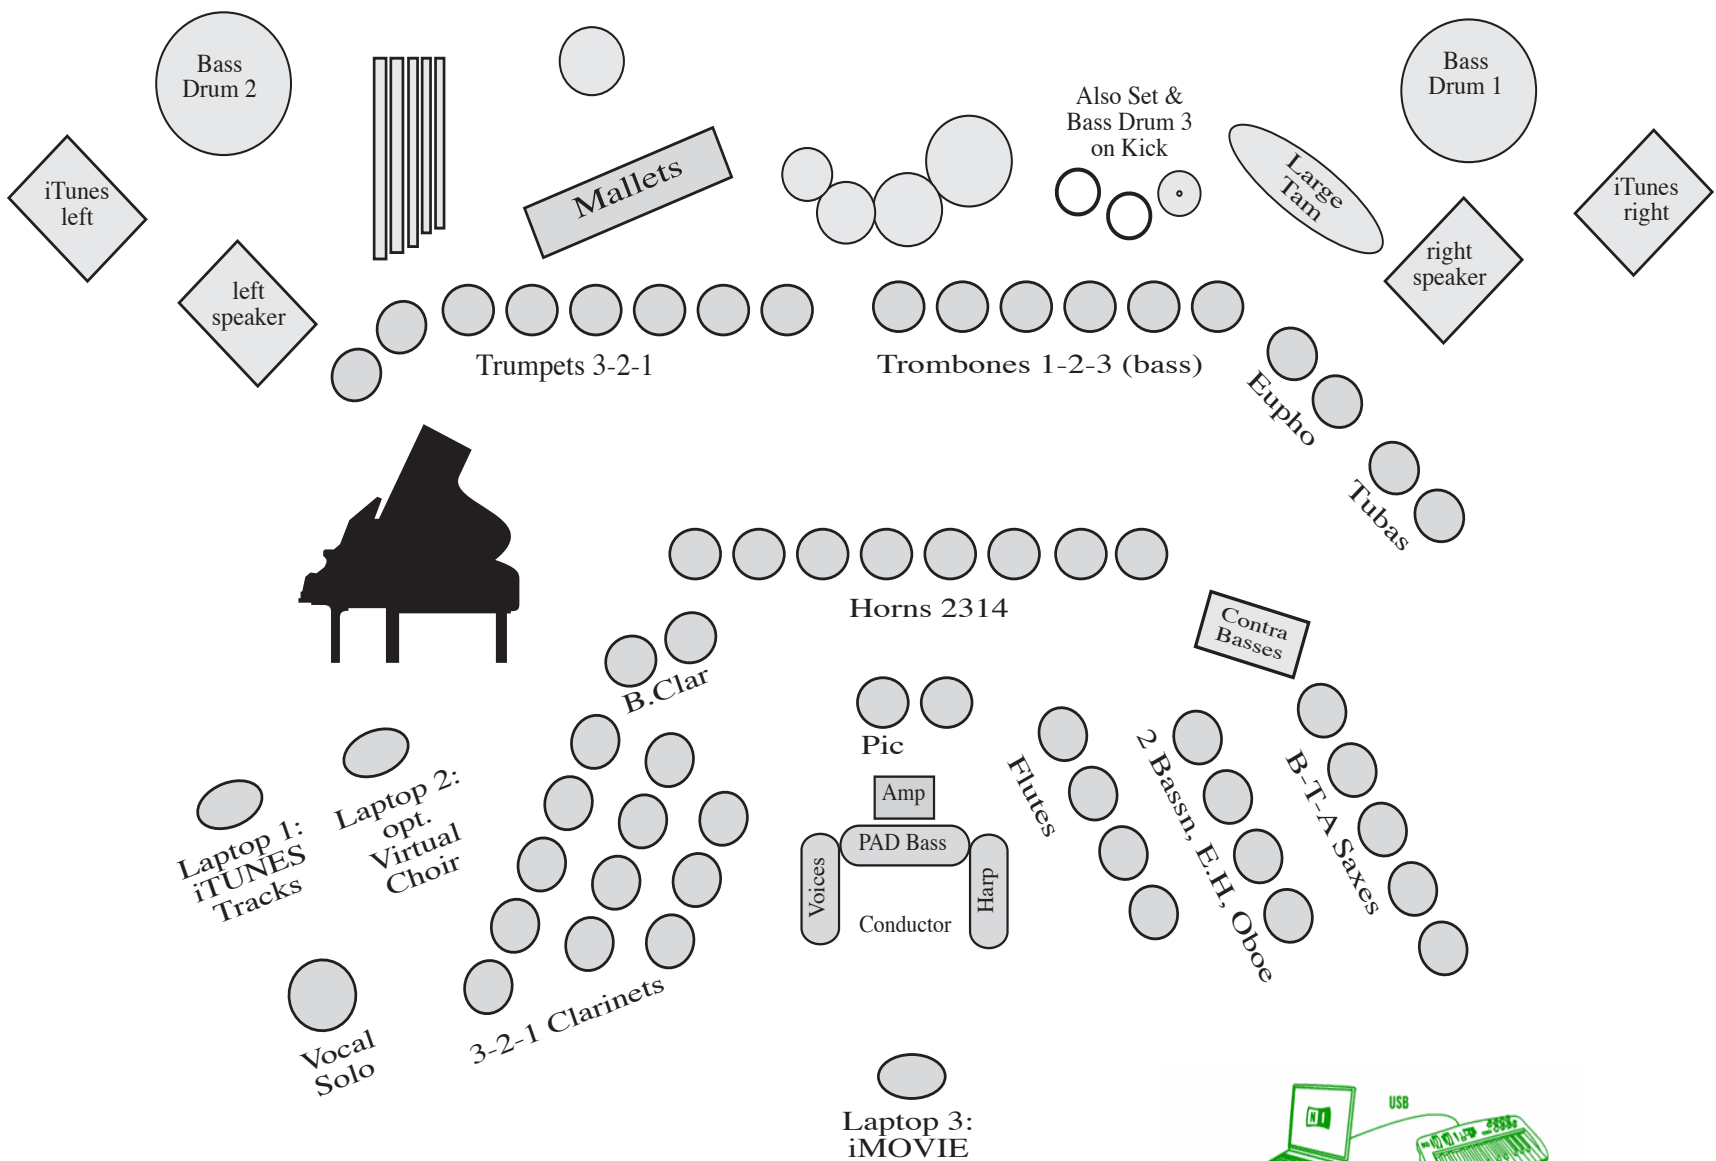 Bass
Drum 2
Bass
Drum 1
Also Set &
Bass Drum 3
on Kick
iTunes
left
Mallets
Large
Tam
iTunes
right
left
speaker
right
speaker
Trumpets 3-2-1
Trombones 1-2-3 (bass)
Eupho
Tubas
Horns 2314
Contra
Basses
B.Clar
Pic
Flutes
2 Bassn, E.H, Oboe
B-T-A Saxes
Amp
PAD Bass
Voices
Harp
Conductor
Laptop 1:
iTUNES
Tracks
Laptop 2:
opt.
Virtual
Choir
3-2-1 Clarinets
Vocal
Solo
Laptop 3:
iMOVIE
USB
NI